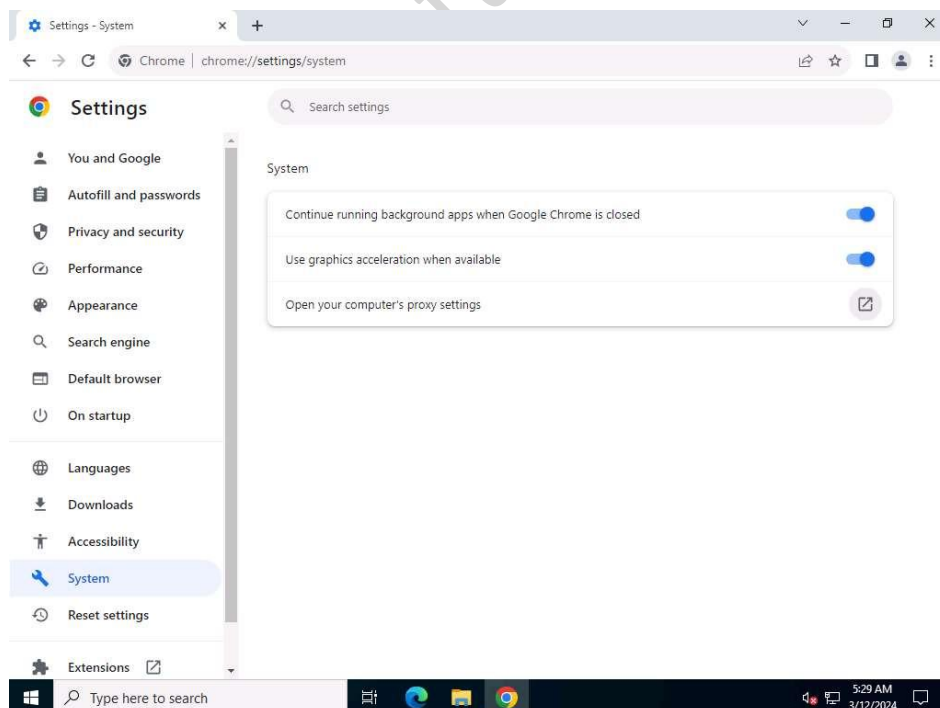 Settings - System
Chrome | chrome://settings/system
Settings
Search settings
You and Google
Autofill and passwords
Privacy and security
Performance
Appearance
Search engine
Default browser
On startup
Languages
Downloads
Accessibility
System
Reset settings
Extensions
System
Continue running background apps when Google Chrome is closed
Use graphics acceleration when available
Open your computer's proxy settings
Type here to search
5:29 AM
3/12/2024